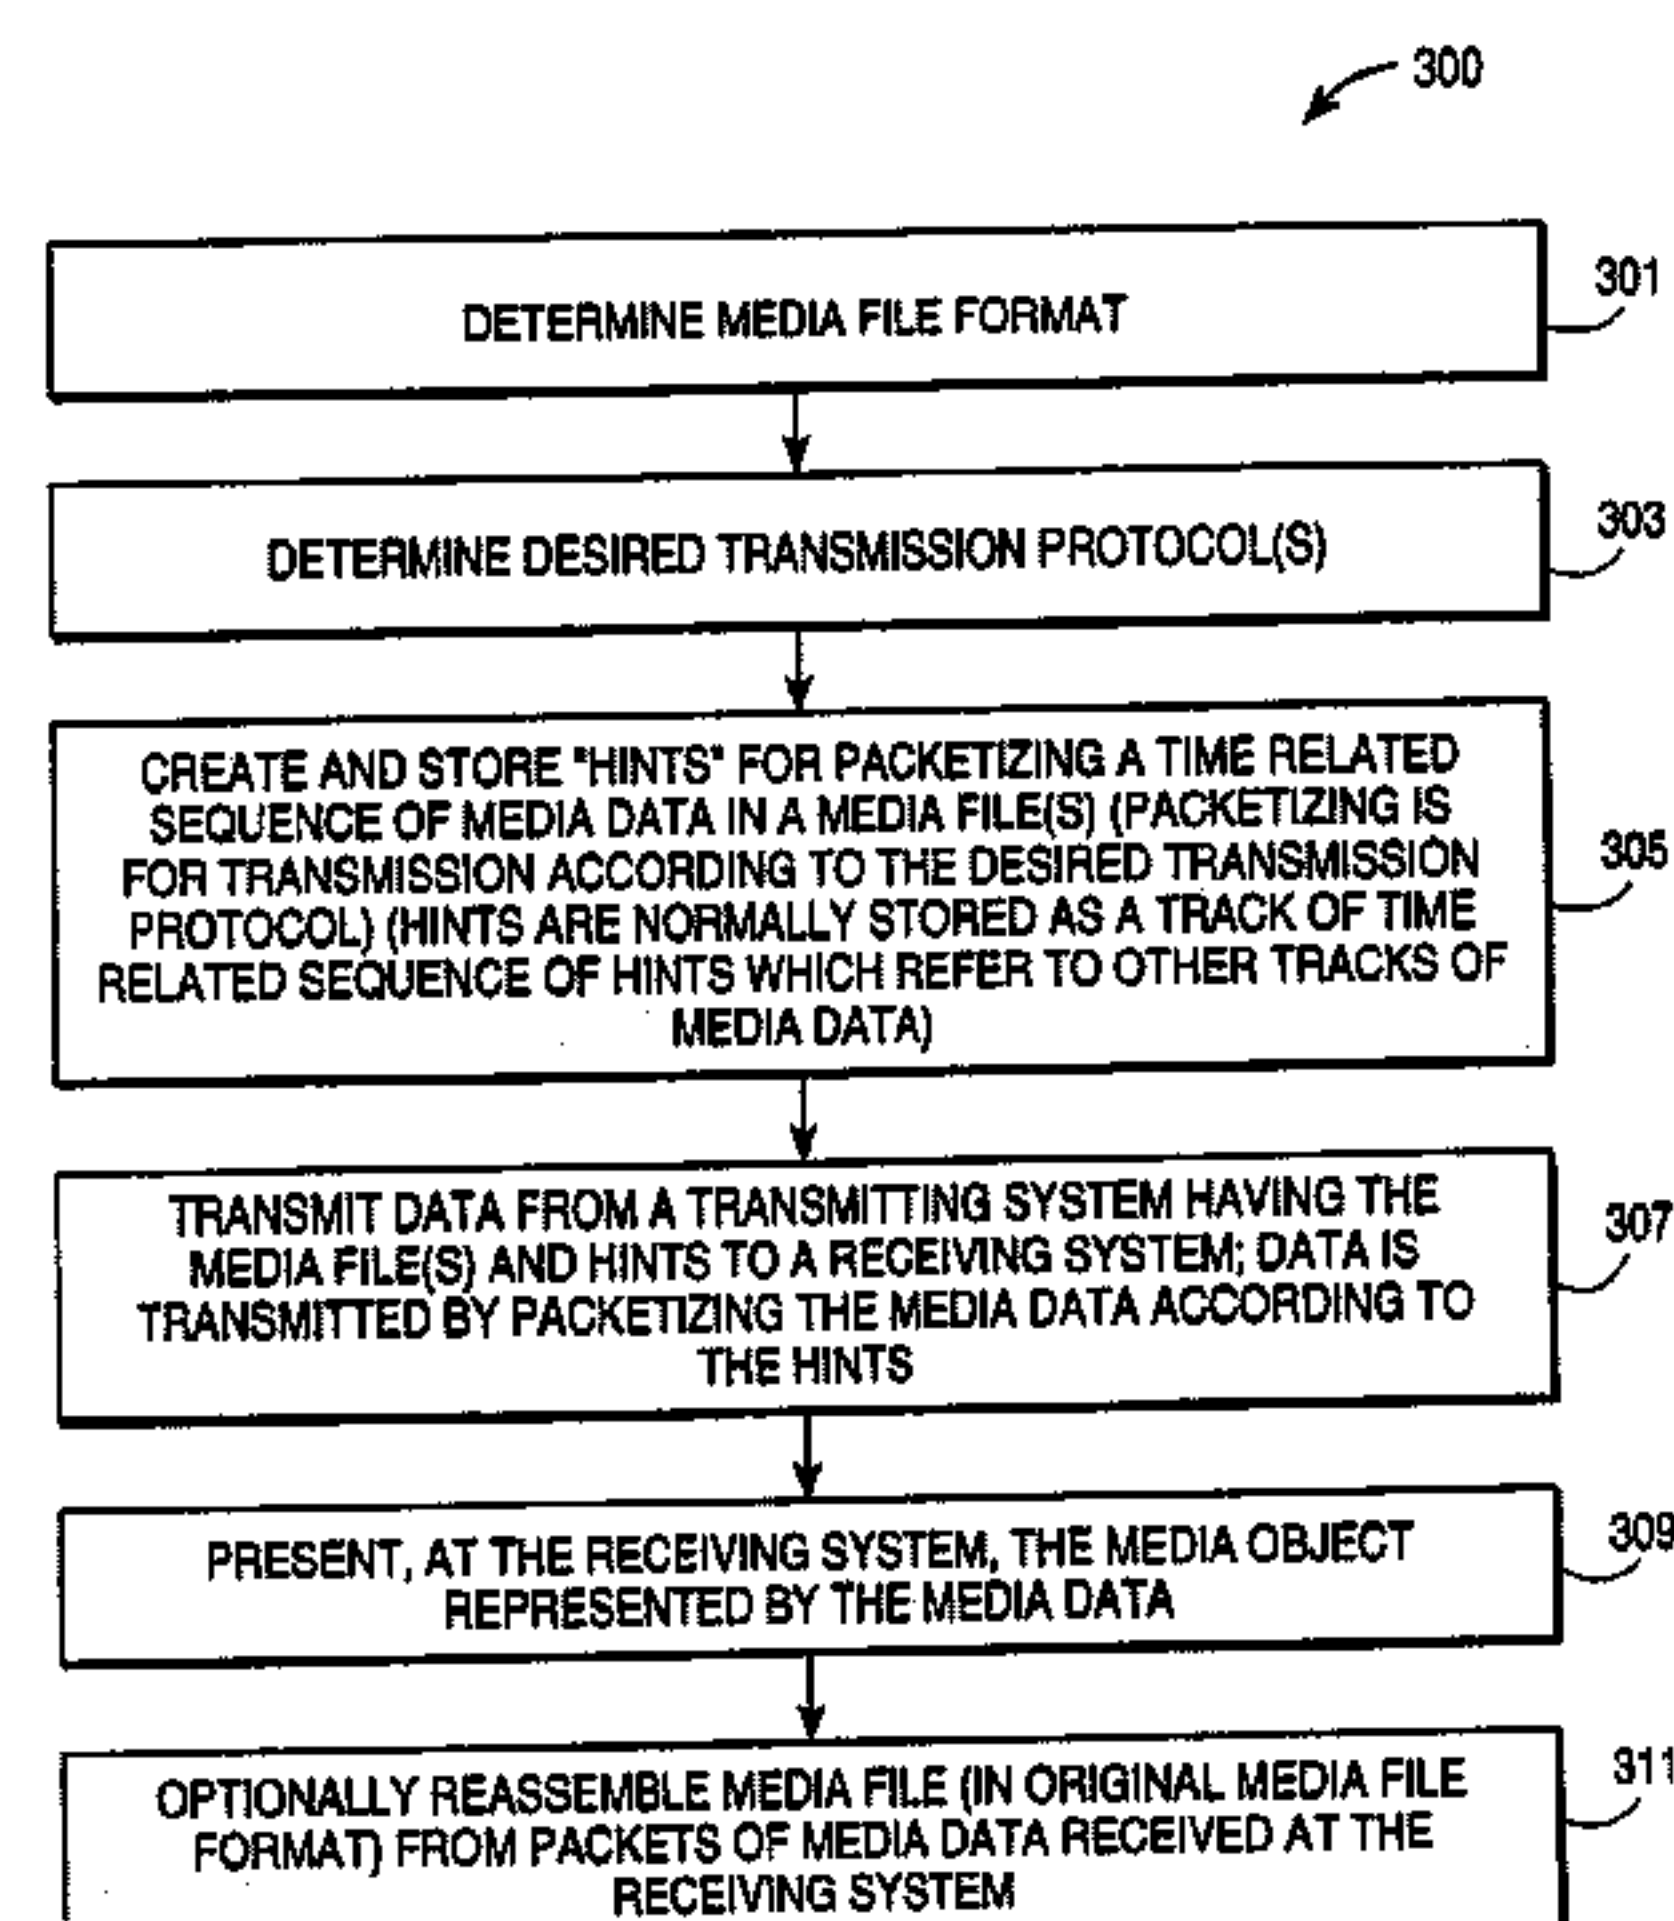 300
DETERMINE MEDIA FILE FORMAT
301
DETERMINE DESIRED TRANSMISSION PROTOCOL(S)
303
CREATE AND STORE "HINTS" FOR PACKETIZING A TIME RELATED
SEQUENCE OF MEDIA DATA IN A MEDIA FILE(S) (PACKETIZING IS
FOR TRANSMISSION ACCORDING TO THE DESIRED TRANSMISSION
PROTOCOL) (HINTS ARE NORMALLY STORED AS A TRACK OF TIME
RELATED SEQUENCE OF HINTS WHICH REFER TO OTHER TRACKS OF
MEDIA DATA)
305
TRANSMIT DATA FROM A TRANSMITTING SYSTEM HAVING THE
MEDIA FILE(S) AND HINTS TO A RECEIVING SYSTEM; DATA IS
TRANSMITTED BY PACKETIZING THE MEDIA DATA ACCORDING TO
THE HINTS
307
PRESENT, AT THE RECEIVING SYSTEM, THE MEDIA OBJECT
REPRESENTED BY THE MEDIA DATA
309
OPTIONALLY REASSEMBLE MEDIA FILE (IN ORIGINAL MEDIA FILE
FORMAT) FROM PACKETS OF MEDIA DATA RECEIVED AT THE
RECEIVING SYSTEM
311